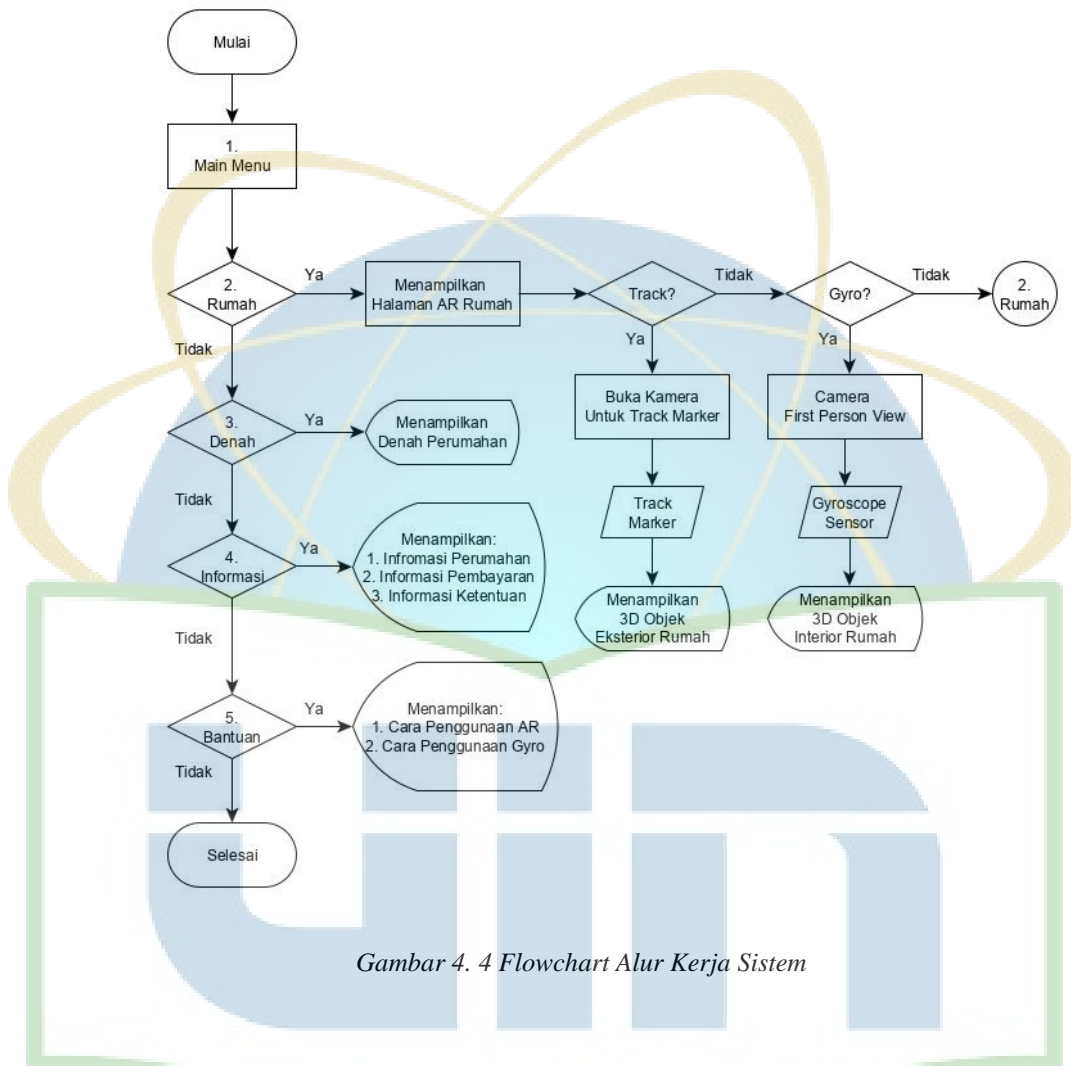 Mulai
1.
Main Menu
2.
Rumah
Ya
Menampilkan
Halaman AR Rumah
Track?
Tidak
Gyro?
Tidak
2.
Rumah
Tidak
Ya
Ya
Buka Kamera
Untuk Track Marker
Camera
First Person View
3.
Denah
Ya
Menampilkan
Denah Perumahan
Tidak
Track
Marker
Gyroscope
Sensor
4.
Informasi
Ya
Menampilkan:
1. Infromasi Perumahan
2. Informasi Pembayaran
3. Informasi Ketentuan
Menampilkan
3D Objek
Eksterior Rumah
Menampilkan
3D Objek
Interior Rumah
Tidak
5.
Bantuan
Ya
Menampilkan:
1. Cara Penggunaan AR
2. Cara Penggunaan Gyro
Tidak
Selesai
uin
Gambar 4. 4 Flowchart Alur Kerja Sistem